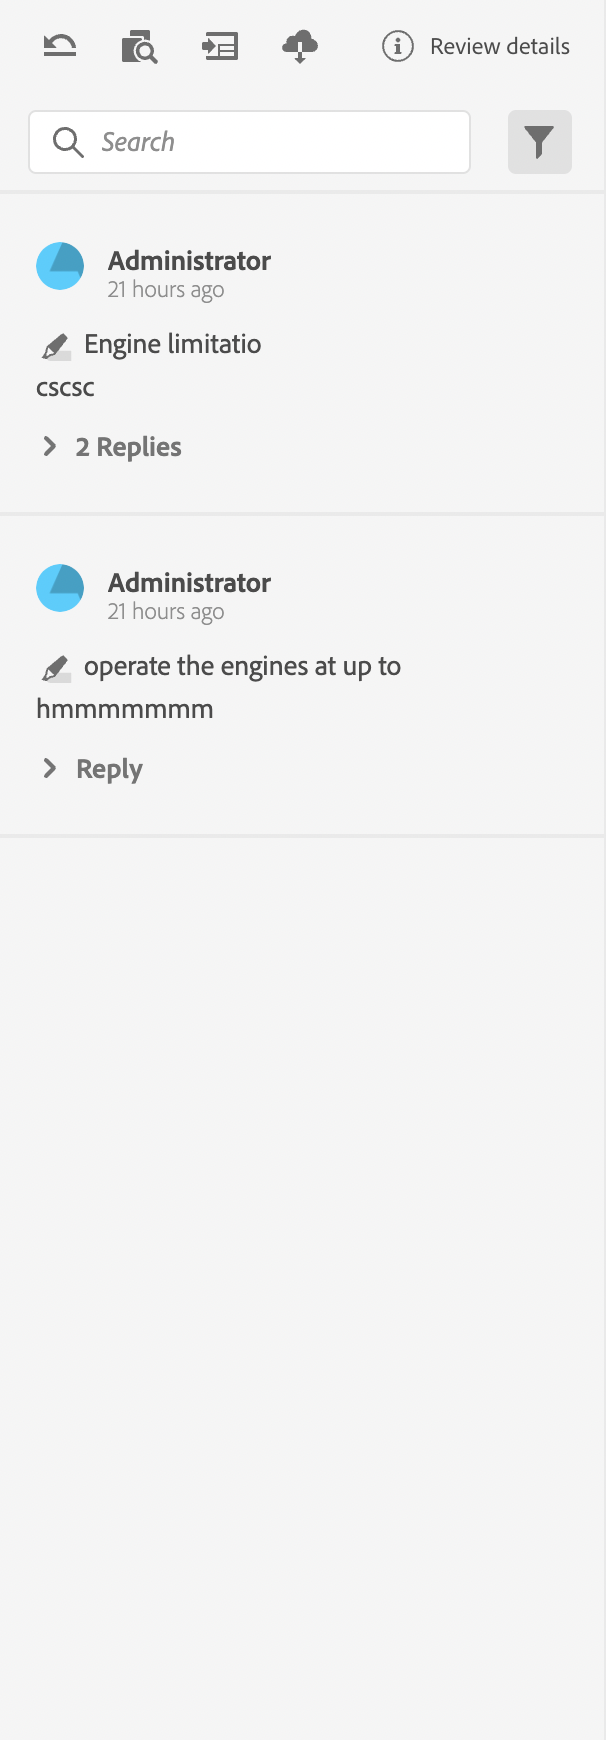 Review details
Search
Administrator
21 hours ago
Engine limitatio
cscsc
2 Replies
Administrator
21 hours ago
operate the engines at up to
hmmmmmmm
Reply